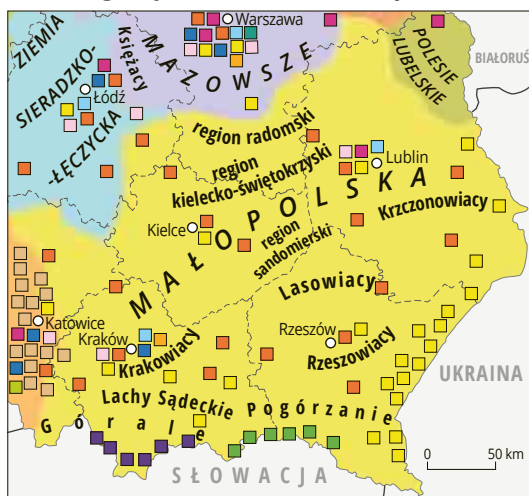 Warszawa
ZIEMIA
SIERADZKO-
-ŁĘCZYCKA
Księżacy
MAZOWSZE
POLESIE
LUBELSKIE
BIAŁORUŚ
Łódź
region radomski
region
kielecko-świętokrzyski
Lublin
MAŁOPOLSKA
Krzczonowiacy
Kielce
region
sandomierski
Lasowiacy
Katowice
Kraków
Krakowiacy
Rzeszów
Rzeszowiacy
UKRAINA
Lachy Sądeckie
Pogórzanie
Górale
SŁOWACJA
0 50 km